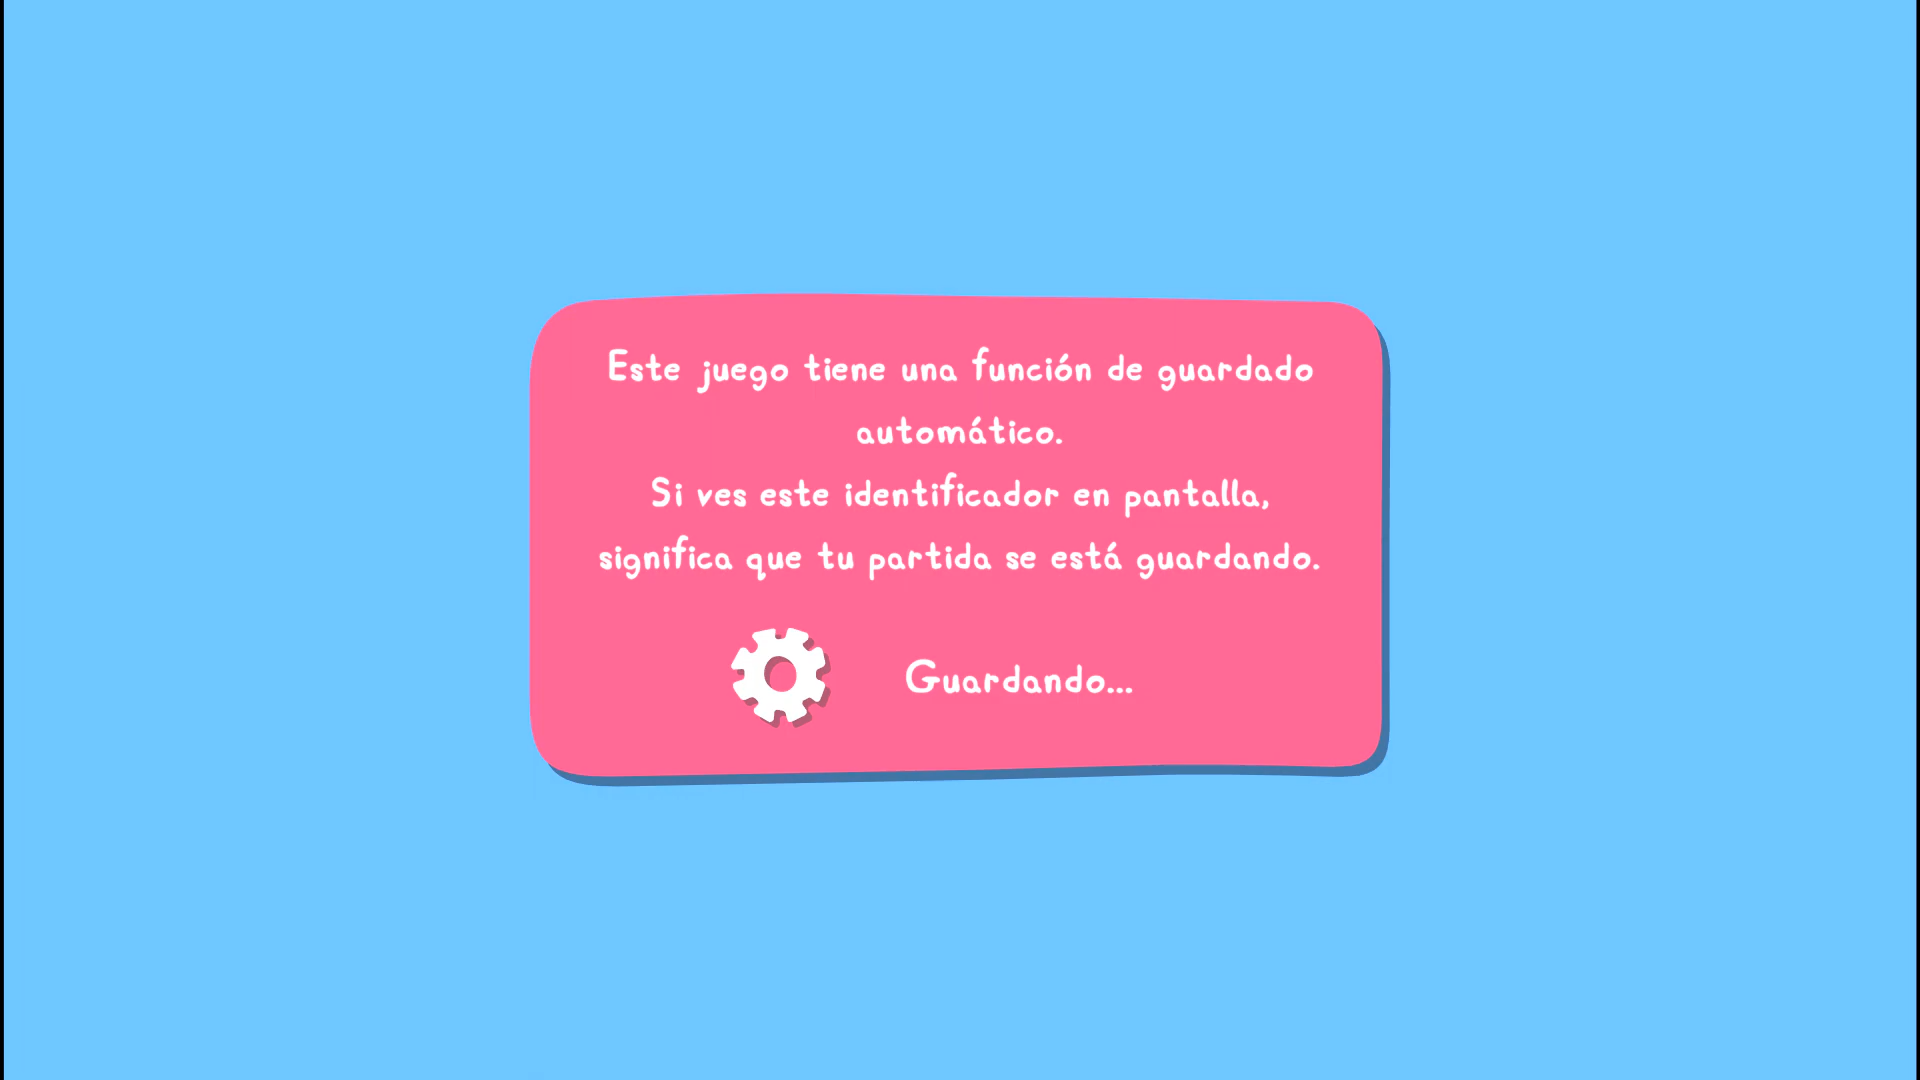 Este juego tiene una función de guardado
automático.
Si ves este identificador en pantalla,
significa que tu partida se está guardando.
Guardando...